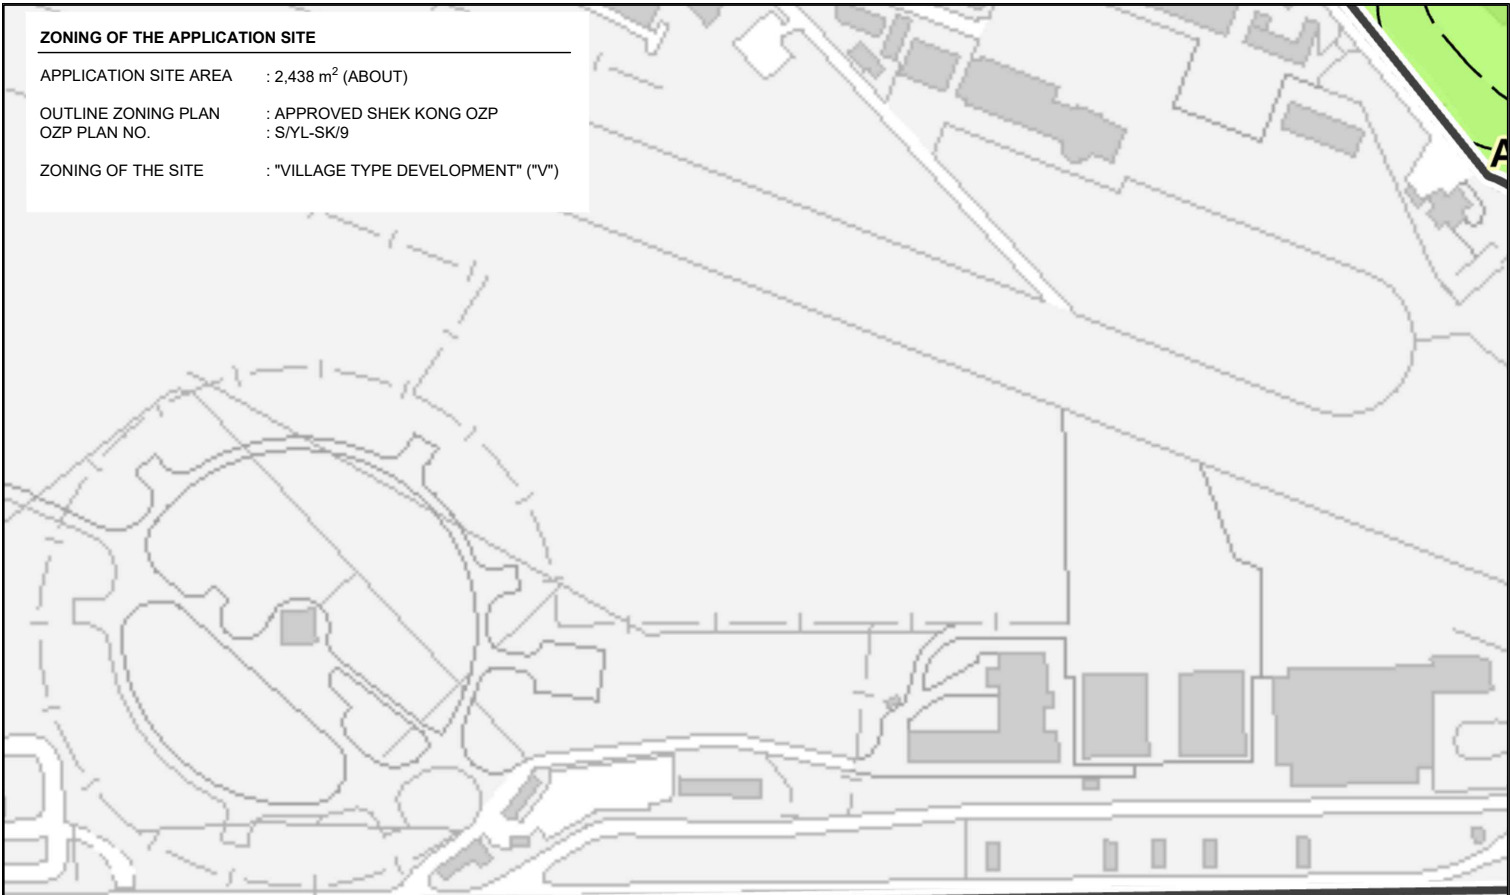 ZONING OF THE APPLICATION SITE
APPLICATION SITE AREA : 2,438 m² (ABOUT)
OUTLINE ZONING PLAN : APPROVED SHEK KONG OZP
OZP PLAN NO. : S/YL-SK/9
ZONING OF THE SITE : "VILLAGE TYPE DEVELOPMENT" ("V")
A